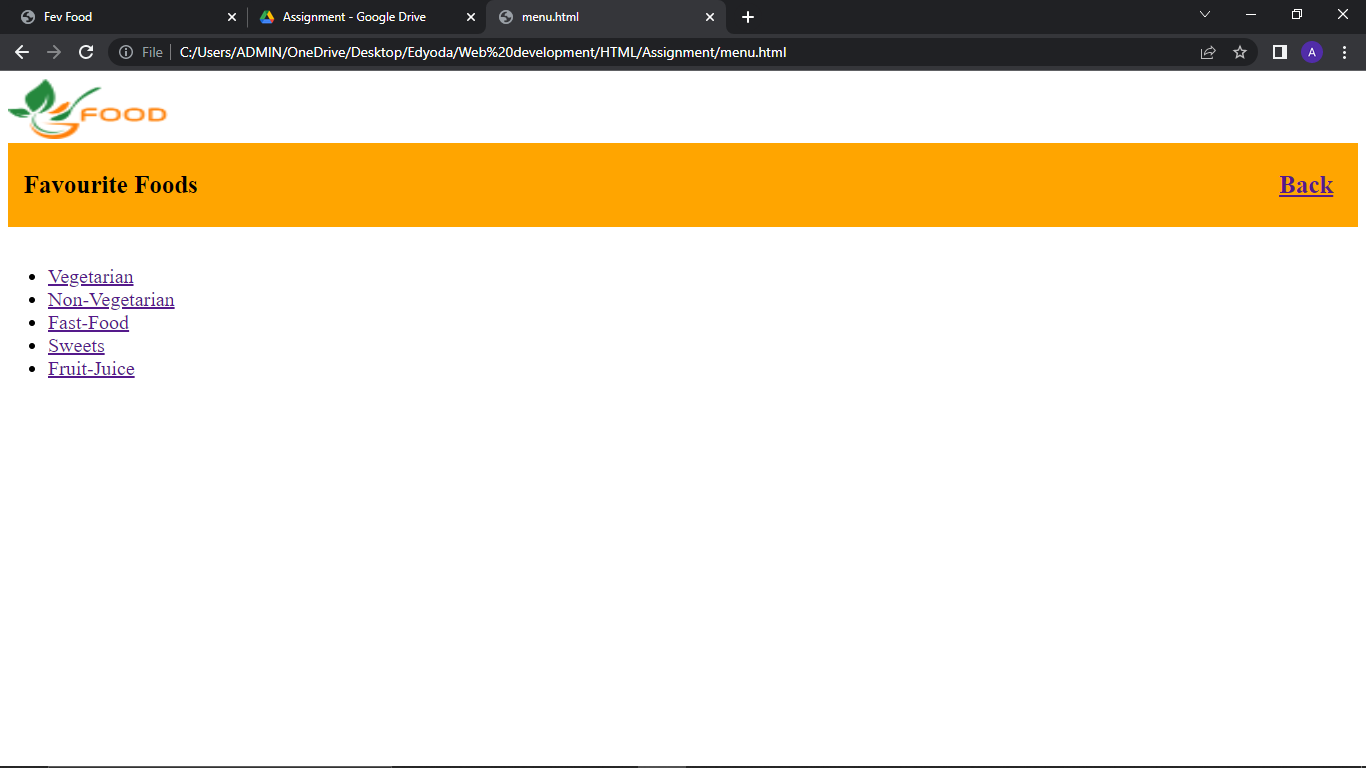 Fev Food
Assignment - Google Drive
menu.html
File
C:/Users/ADMIN/OneDrive/Desktop/Edyoda/Web%20development/HTML/Assignment/menu.html
A
FOOD
Favourite Foods
Back
Vegetarian
Non-Vegetarian
Fast-Food
Sweets
Fruit-Juice